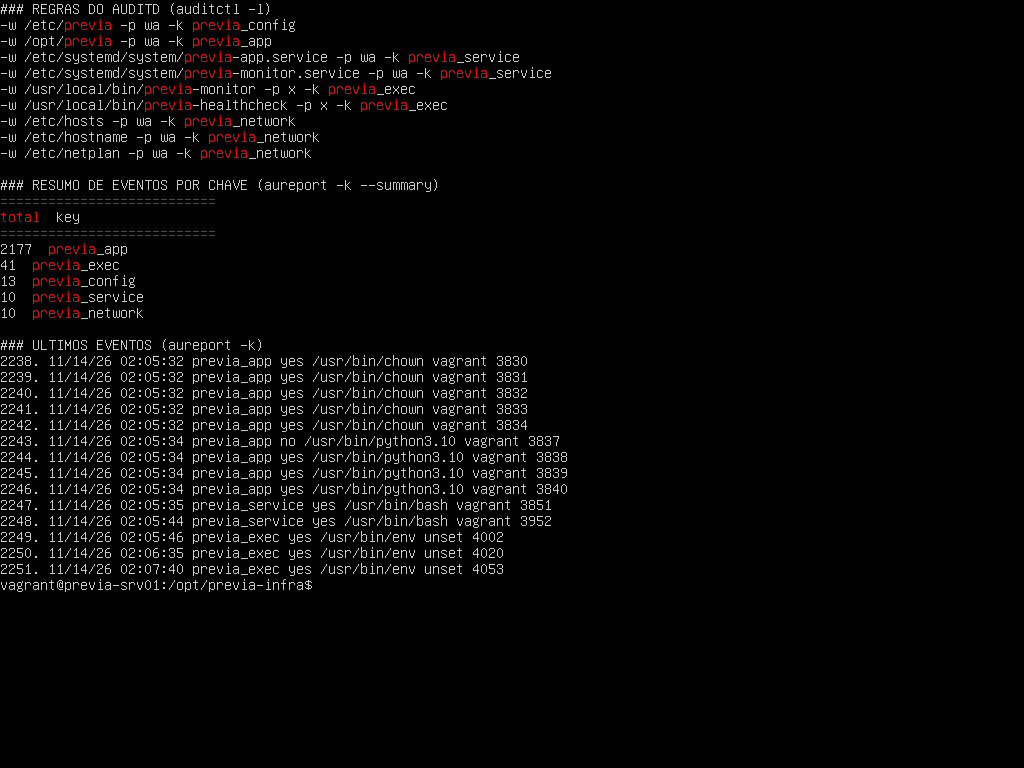 ### REGRAS DO AUDITD (auditctl -l)
-w /etc/previa -p wa -k previa_config
-w /opt/previa -p wa -k previa_app
-w /etc/systemd/system/previa-app.service -p wa -k previa_service
-w /etc/systemd/system/previa-monitor.service -p wa -k previa_service
-w /usr/local/bin/previa-monitor -p x -k previa_exec
-w /usr/local/bin/previa-healthcheck -p x -k previa_exec
-w /etc/hosts -p wa -k previa_network
-w /etc/hostname -p wa -k previa_network
-w /etc/netplan -p wa -k previa_network

### RESUMO DE EVENTOS POR CHAVE (aureport -k --summary)
===========================
total  key
===========================
2177  previa_app
41  previa_exec
13  previa_config
10  previa_service
10  previa_network

### ULTIMOS EVENTOS (aureport -k)
2238. 11/14/26 02:05:32 previa_app yes /usr/bin/chown vagrant 3830
2239. 11/14/26 02:05:32 previa_app yes /usr/bin/chown vagrant 3831
2240. 11/14/26 02:05:32 previa_app yes /usr/bin/chown vagrant 3832
2241. 11/14/26 02:05:32 previa_app yes /usr/bin/chown vagrant 3833
2242. 11/14/26 02:05:32 previa_app yes /usr/bin/chown vagrant 3834
2243. 11/14/26 02:05:34 previa_app no /usr/bin/python3.10 vagrant 3837
2244. 11/14/26 02:05:34 previa_app yes /usr/bin/python3.10 vagrant 3838
2245. 11/14/26 02:05:34 previa_app yes /usr/bin/python3.10 vagrant 3839
2246. 11/14/26 02:05:34 previa_app yes /usr/bin/python3.10 vagrant 3840
2247. 11/14/26 02:05:35 previa_service yes /usr/bin/bash vagrant 3851
2248. 11/14/26 02:05:44 previa_service yes /usr/bin/bash vagrant 3952
2249. 11/14/26 02:05:46 previa_exec yes /usr/bin/env unset 4002
2250. 11/14/26 02:06:35 previa_exec yes /usr/bin/env unset 4020
2251. 11/14/26 02:07:40 previa_exec yes /usr/bin/env unset 4053
vagrant@previa-srv01:/opt/previa-infra$